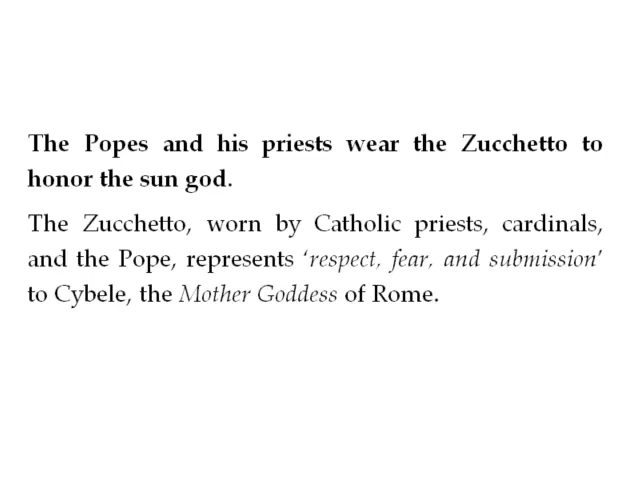 The Popes and his priests wear the Zucchetto to
honor the sun god.
The Zucchetto, worn by Catholic priests, cardinals,
and the Pope, represents ‘respect, fear, and submission’
to Cybele, the Mother Goddess of Rome.